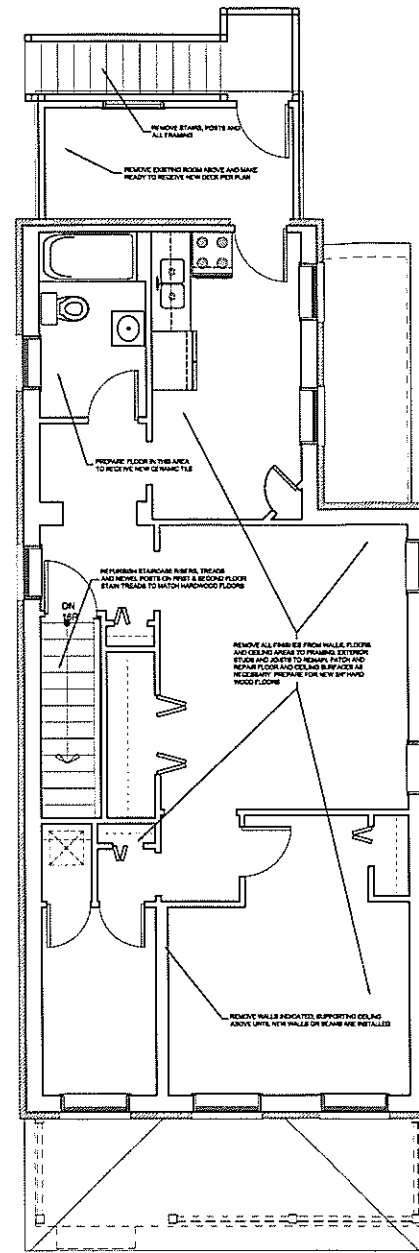 REMOVE STAIRS, POSTS AND
ALL FRAMING
REMOVE EXISTING ROOM ABOVE AND MAKE
READY TO RECEIVE NEW DECK PER PLAN
PREPARE FLOOR IN THIS AREA
TO RECEIVE NEW CERAMIC TILE
REFURBISH STAIRCASE RISERS, TREADS
AND NEWEL POSTS ON FIRST & SECOND FLOOR
STAIN TREADS TO MATCH HARDWOOD FLOORS
DN
REMOVE ALL FINISHES FROM WALLS, FLOORS
AND CEILING AREAS TO FRAMING. EXTERIOR
STUDS AND JOISTS TO REMAIN. PATCH AND
REPAIR FLOOR AND CEILING SURFACES AS
NECESSARY. PREPARE FOR NEW 3/4" HARD
WOOD FLOORS
REMOVE WALLS INDICATED, SUPPORTING CEILING
ABOVE UNTIL NEW WALLS OR BEAMS ARE INSTALLED